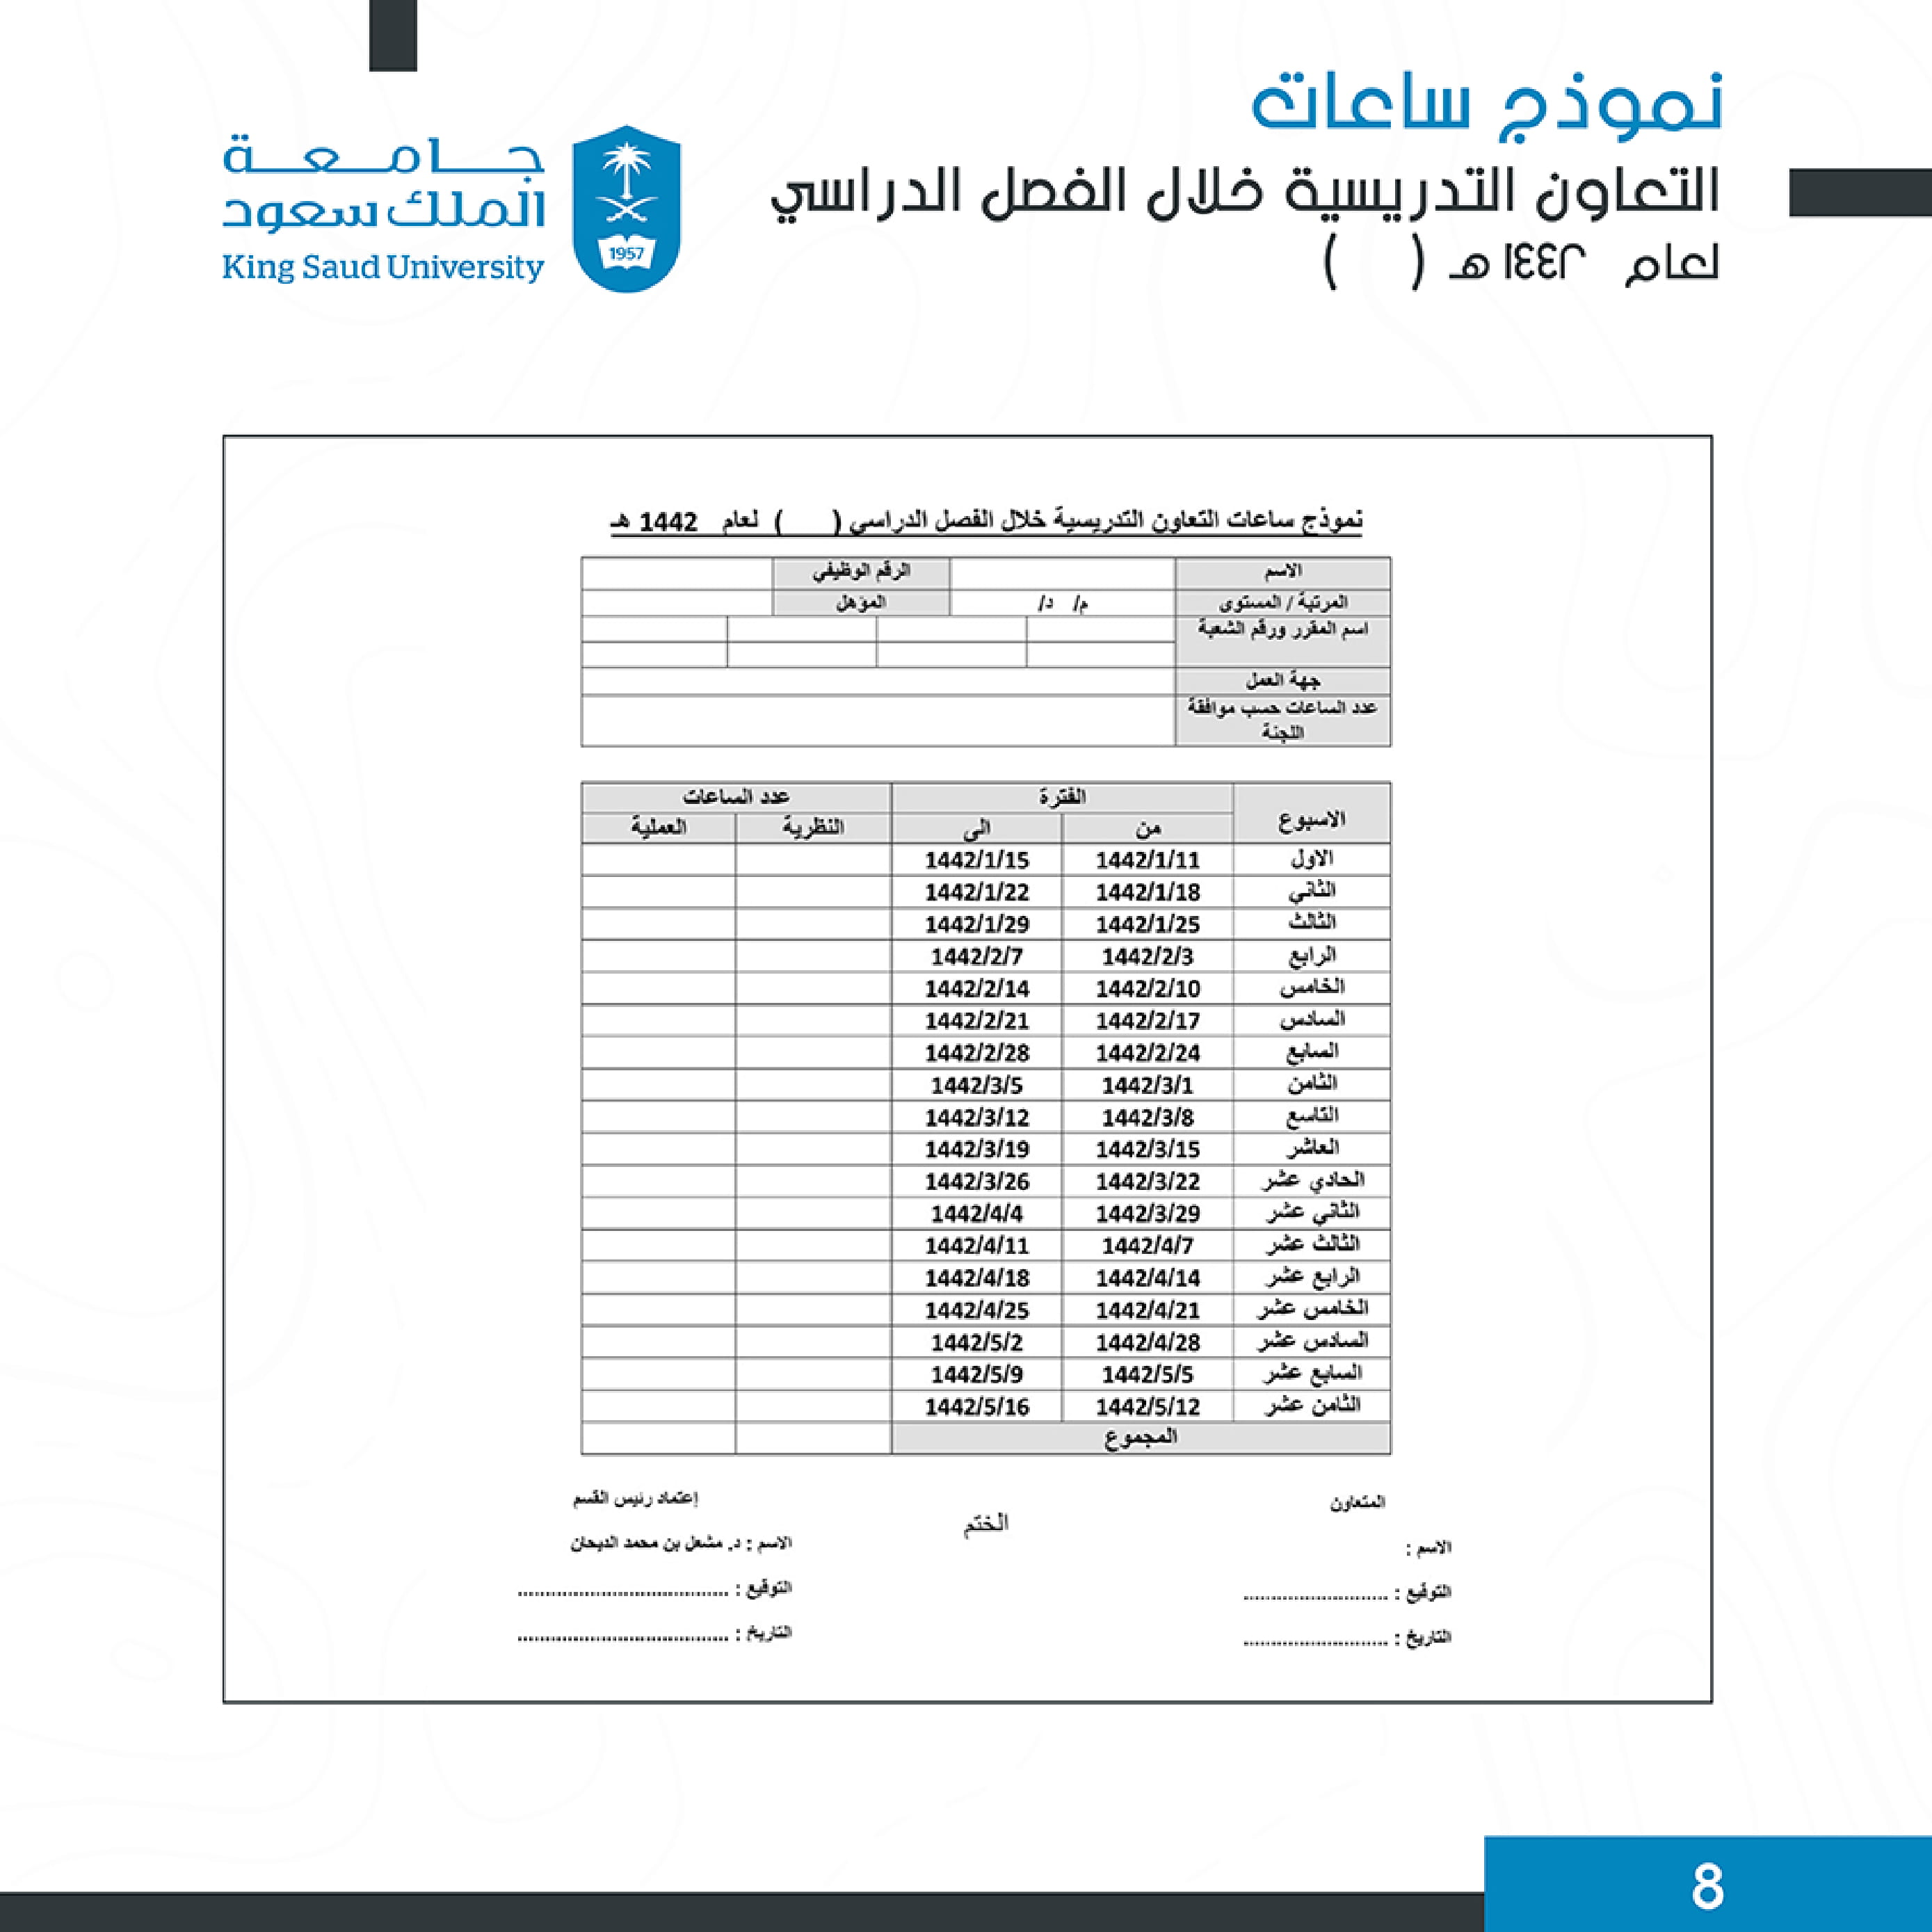 نموذج ساعات
التعاون التدريسية خلال الفصل الدراسي
لعام ١٤٤٢ هـ ( )
جامعة
الملك سعود
King Saud University
1957
نموذج ساعات التعاون التدريسية خلال الفصل الدراسي ( ) لعام 1442 هـ
الاسم الرقم الوظيفي
المرتبة / المستوى م/ د/ المؤهل
اسم المقرر ورقم الشعبة
جهة العمل
عدد الساعات حسب موافقة
اللجنة
الاسبوع الفترة عدد الساعات
من الى النظرية العملية
الاول 1442/1/11 1442/1/15
الثاني 1442/1/18 1442/1/22
الثالث 1442/1/25 1442/1/29
الرابع 1442/2/3 1442/2/7
الخامس 1442/2/10 1442/2/14
السادس 1442/2/17 1442/2/21
السابع 1442/2/24 1442/2/28
الثامن 1442/3/1 1442/3/5
التاسع 1442/3/8 1442/3/12
العاشر 1442/3/15 1442/3/19
الحادي عشر 1442/3/22 1442/3/26
الثاني عشر 1442/3/29 1442/4/4
الثالث عشر 1442/4/7 1442/4/11
الرابع عشر 1442/4/14 1442/4/18
الخامس عشر 1442/4/21 1442/4/25
السادس عشر 1442/4/28 1442/5/2
السابع عشر 1442/5/5 1442/5/9
الثامن عشر 1442/5/12 1442/5/16
المجموع
المتعاون
الاسم :
التوقيع : ..........................
التاريخ : ..........................
الختم
إعتماد رئيس القسم
الاسم : د. مشعل بن محمد الديحان
التوقيع : ......................................
التاريخ : ......................................
8